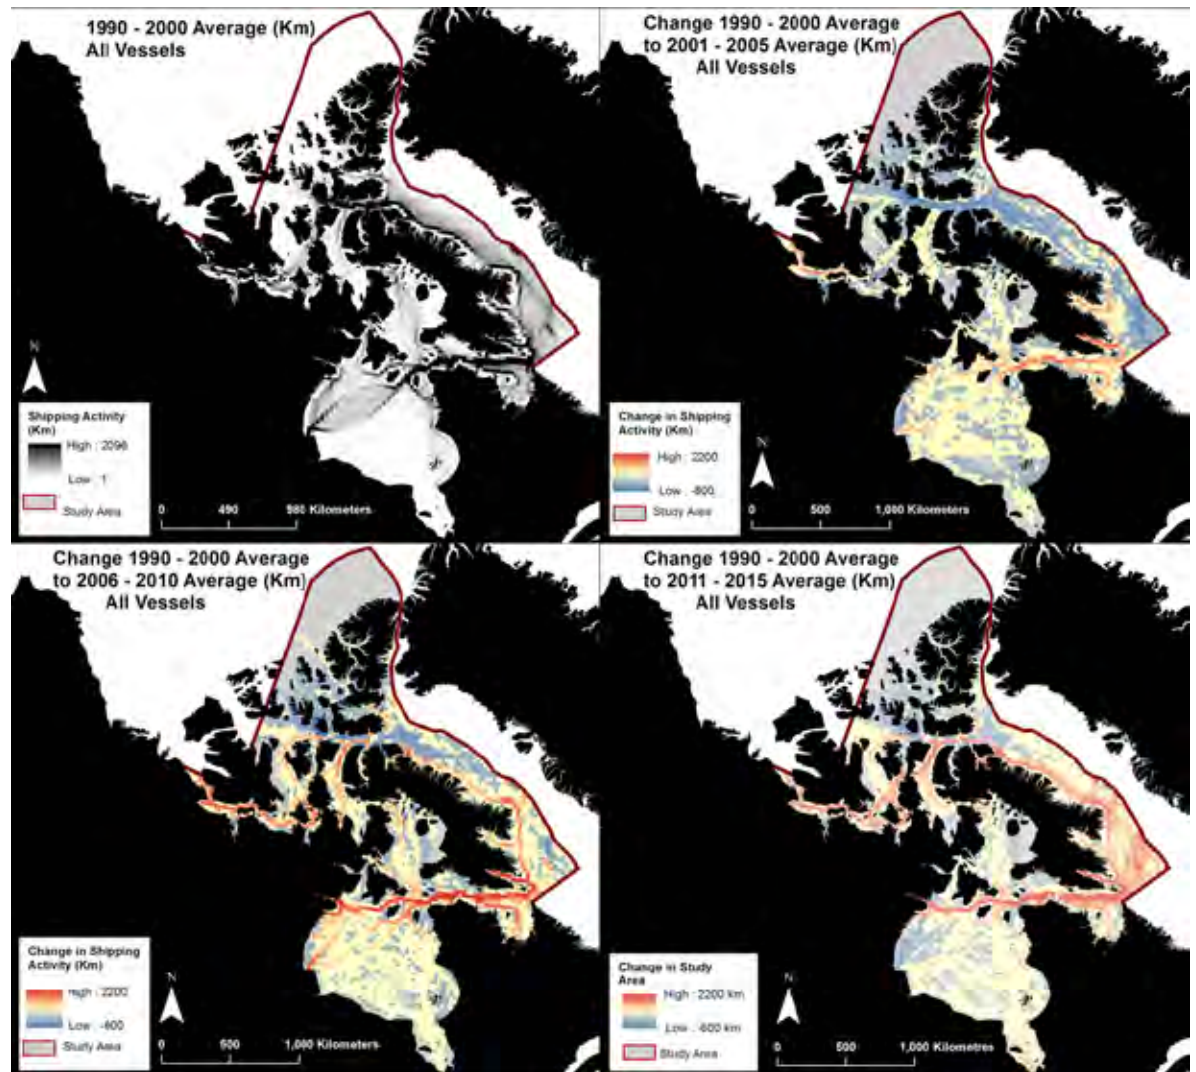 1990 - 2000 Average (Km)
All Vessels
N
Shipping Activity
(Km)
High : 2096
Low : 1
Study Area
0 490 980 Kilometers
Change 1990 - 2000 Average
to 2001 - 2005 Average (Km)
All Vessels
Change in Shipping
Activity (Km)
High : 2200
Low : -600
Study Area
N
0 500 1,000 Kilometers
Change 1990 - 2000 Average
to 2006 - 2010 Average (Km)
All Vessels
Change in Shipping
Activity (Km)
High : 2200
Low : -600
Study Area
N
0 500 1,000 Kilometers
Change 1990 - 2000 Average
to 2011 - 2015 Average (Km)
All Vessels
Change in Study
Area
High : 2200 km
Low : -600 km
Study Area
N
0 500 1,000 Kilometres